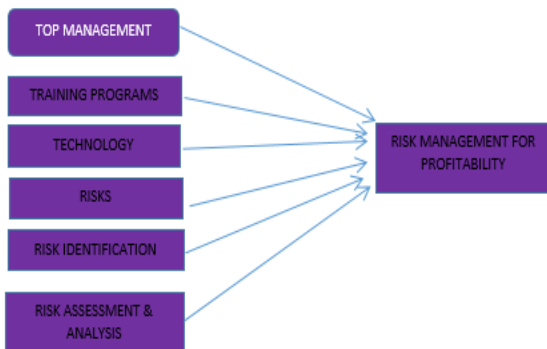 TOP MANAGEMENT
TRAINING PROGRAMS
TECHNOLOGY
RISKS
RISK IDENTIFICATION
RISK ASSESSMENT &
ANALYSIS
RISK MANAGEMENT FOR
PROFITABILITY